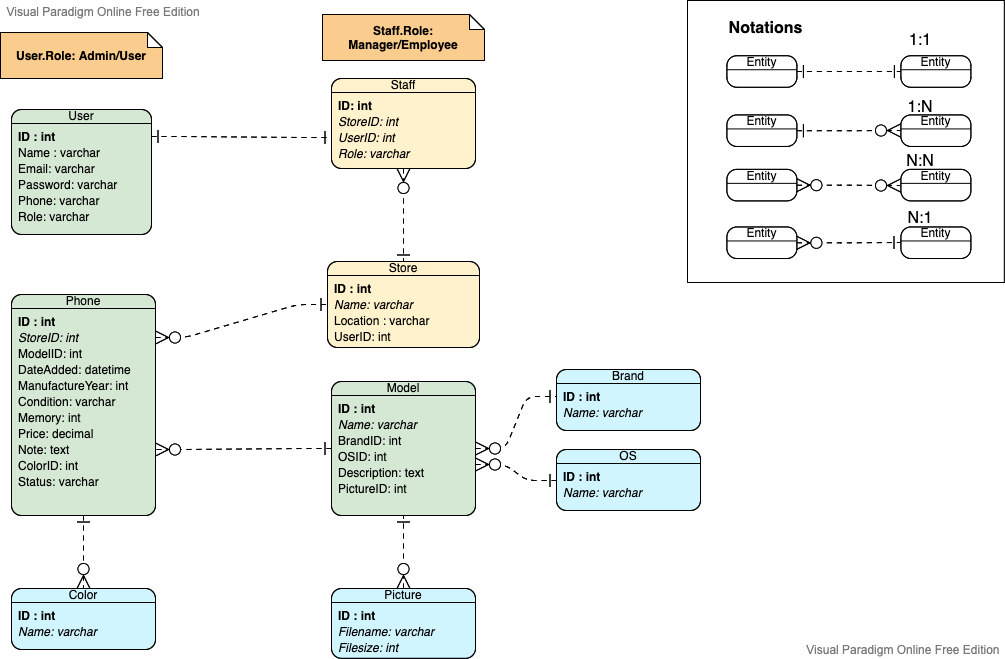 Visual Paradigm Online Free Edition
User.Role: Admin/User
Staff.Role:
Manager/Employee
Notations
1:1
Entity
Entity
1:N
Entity
Entity
N:N
Entity
Entity
N:1
Entity
Entity
User
ID : int
Name : varchar
Email: varchar
Password: varchar
Phone: varchar
Role: varchar
Staff
ID: int
StoreID: int
UserID: int
Role: varchar
Store
ID : int
Name: varchar
Location : varchar
UserID: int
Phone
ID : int
StoreID: int
ModelID: int
DateAdded: datetime
ManufactureYear: int
Condition: varchar
Memory: int
Price: decimal
Note: text
ColorID: int
Status: varchar
Model
ID : int
Name: varchar
BrandID: int
OSID: int
Description: text
PictureID: int
Brand
ID : int
Name: varchar
OS
ID : int
Name: varchar
Color
ID : int
Name: varchar
Picture
ID : int
Filename: varchar
Filesize: int
Visual Paradigm Online Free Edition